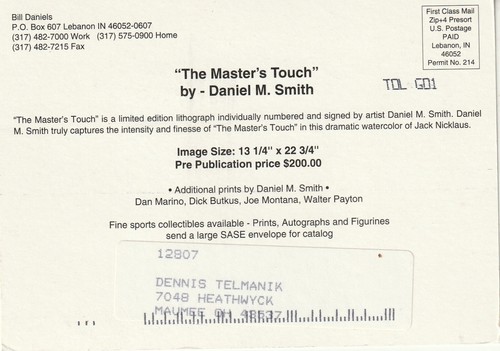 Bill Daniels
P.O. Box 607 Lebanon IN 46052-0607
(317) 482-7000 Work (317) 575-0900 Home
(317) 482-7215 Fax
First Class Mail
Zip+4 Presort
U.S. Postage
PAID
Lebanon, IN
46052
Permit No. 214
"The Master's Touch"
by - Daniel M. Smith
TOL GD1
"The Master's Touch" is a limited edition lithograph individually numbered and signed by artist Daniel M. Smith. Daniel
M. Smith truly captures the intensity and finesse of "The Master's Touch" in this dramatic watercolor of Jack Nicklaus.
Image Size: 13 1/4" x 22 3/4"
Pre Publication price $200.00
• Additional prints by Daniel M. Smith •
Dan Marino, Dick Butkus, Joe Montana, Walter Payton
Fine sports collectibles available - Prints, Autographs and Figurines
send a large SASE envelope for catalog
12807
DENNIS TELMANIK
7048 HEATHWYCK
MAUMEE OH 48537